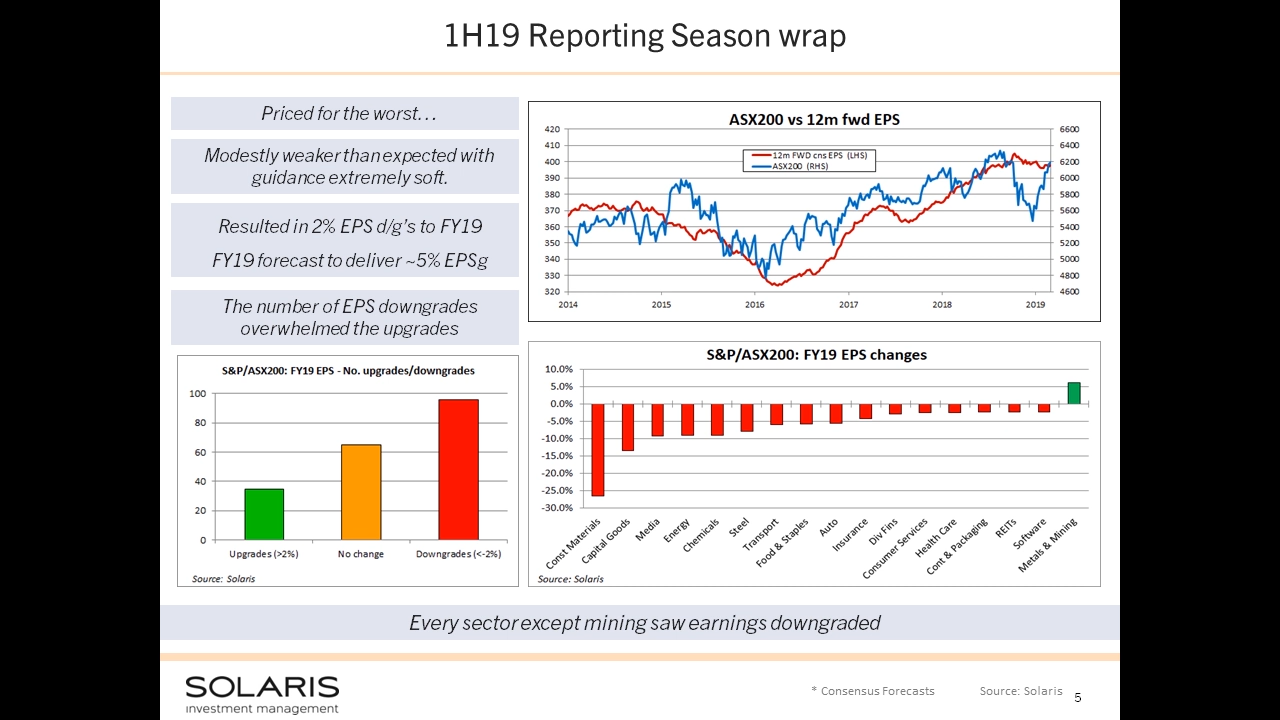 1H19 Reporting Season wrap
Priced for the worst…
Modestly weaker than expected with
guidance extremely soft.
Resulted in 2% EPS d/g's to FY19
FY19 forecast to deliver ~5% EPSg
The number of EPS downgrades
overwhelmed the upgrades
S&P/ASX200: FY19 EPS - No. upgrades/downgrades
100
80
60
40
20
0
Upgrades (>2%) No change Downgrades (<-2%)
Source: Solaris
ASX200 vs 12m fwd EPS
12m FWD cns EPS (LHS)
ASX200 (RHS)
420 6600
410 6400
400 6200
390 6000
380 5800
370 5600
360 5400
350 5200
340 5000
330 4800
320 4600
2014 2015 2016 2017 2018 2019
S&P/ASX200: FY19 EPS changes
10.0%
5.0%
0.0%
-5.0%
-10.0%
-15.0%
-20.0%
-25.0%
-30.0%
Const Materials
Capital Goods
Media
Energy
Chemicals
Steel
Transport
Food & Staples
Auto
Insurance
Div Fins
Consumer Services
Health Care
Cont & Packaging
REITs
Software
Metals & Mining
Source: Solaris
Every sector except mining saw earnings downgraded
SOLARIS
investment management
* Consensus Forecasts Source: Solaris 5